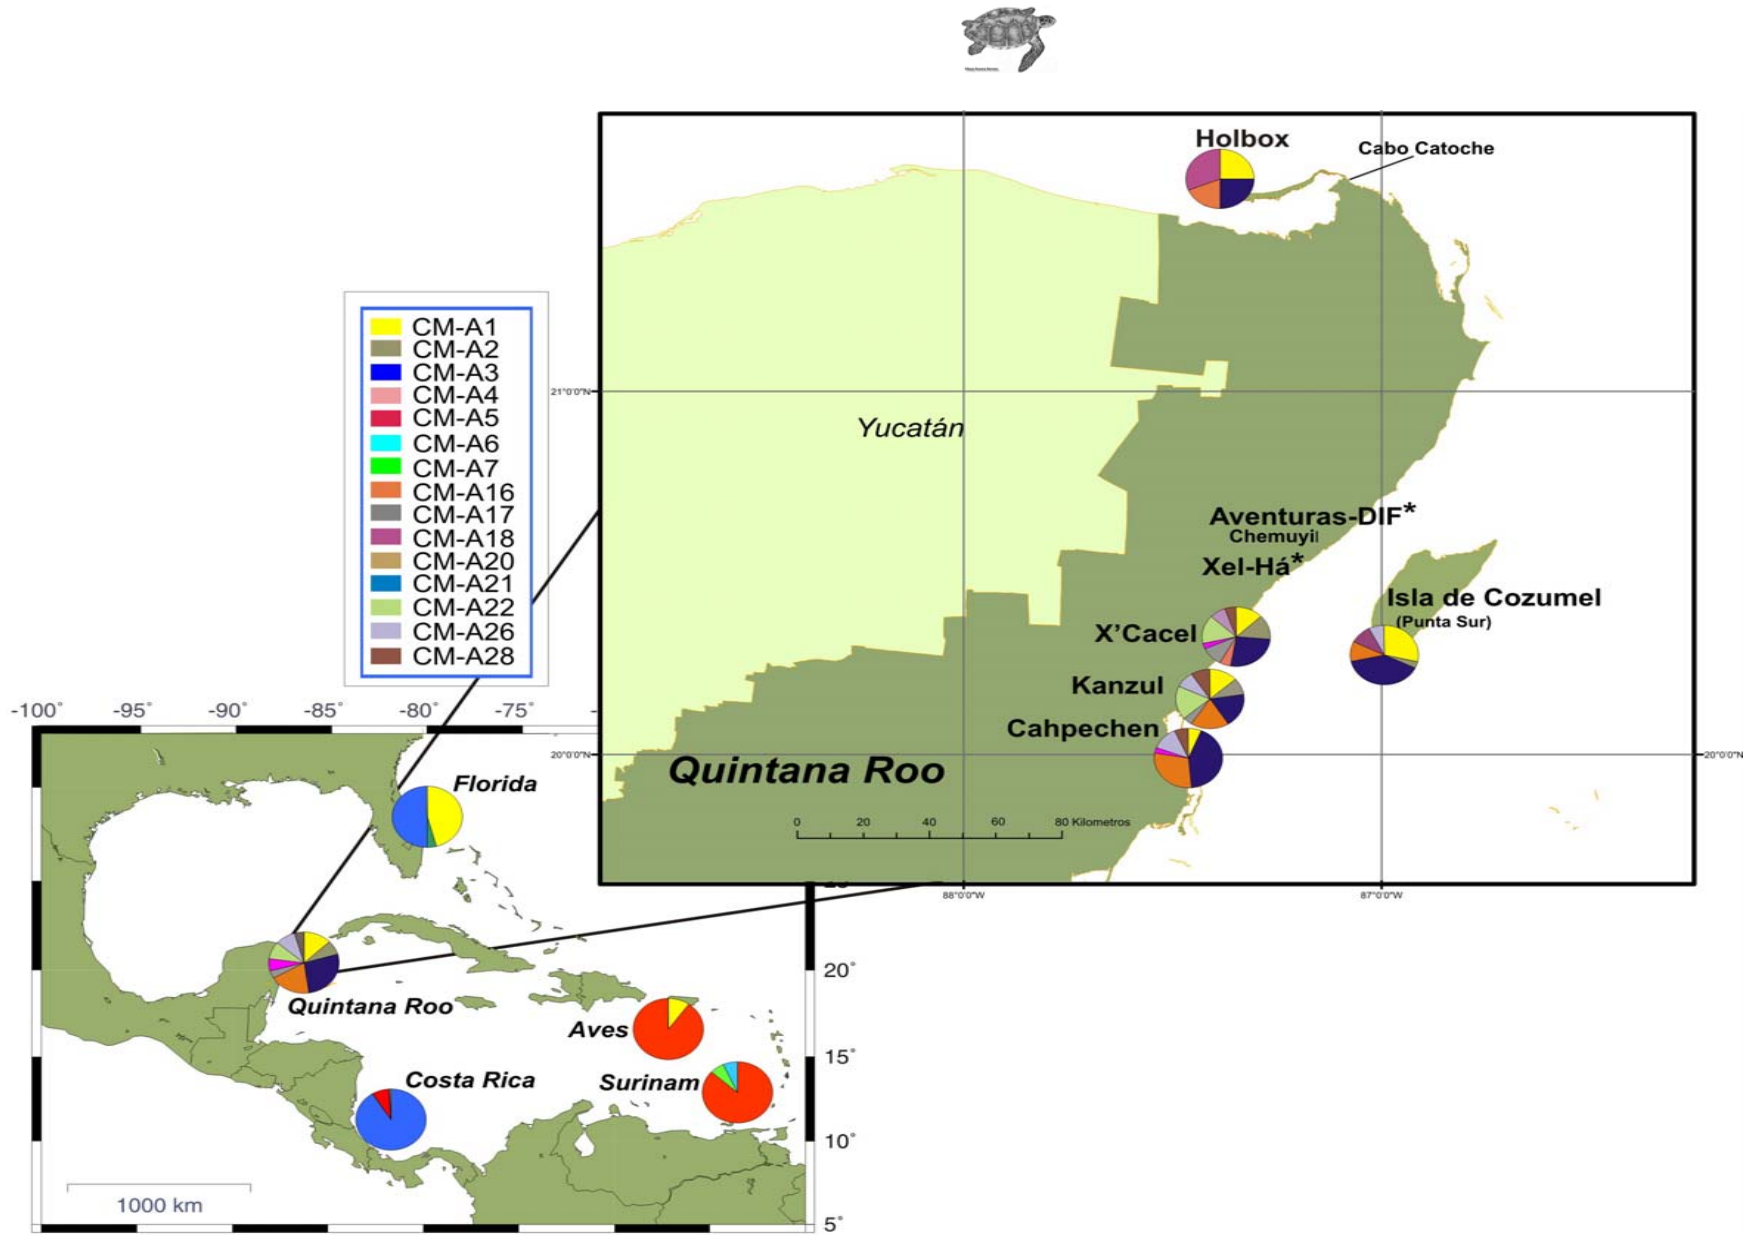 Holbox
Cabo Catoche
CM-A1
CM-A2
CM-A3
CM-A4
CM-A5
CM-A6
CM-A7
CM-A16
CM-A17
CM-A18
CM-A20
CM-A21
CM-A22
CM-A26
CM-A28
21°0'0"N
Yucatán
Aventuras-DIF*
Chemuyil
Xel-Há*
Isla de Cozumel
(Punta Sur)
X'Cacel
Kanzul
Cahpechen
Quintana Roo
20°0'0"N
20°0'0"N
0 20 40 60 80 Kilometros
88°0'0"W
87°0'0"W
-100° -95° -90° -85° -80° -75°
Florida
Quintana Roo
20°
Aves
15°
Costa Rica
Surinam
10°
1000 km
5°